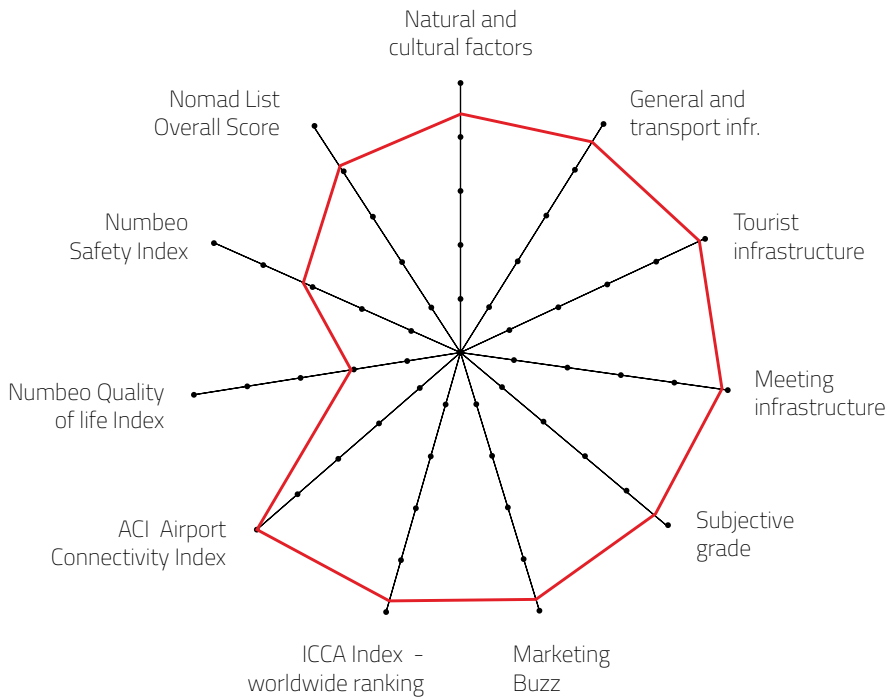 Natural and
cultural factors
General and
transport infr.
Tourist
infrastructure
Meeting
infrastructure
Subjective
grade
Marketing
Buzz
ICCA Index -
worldwide ranking
ACI Airport
Connectivity Index
Numbeo Quality
of life Index
Numbeo
Safety Index
Nomad List
Overall Score